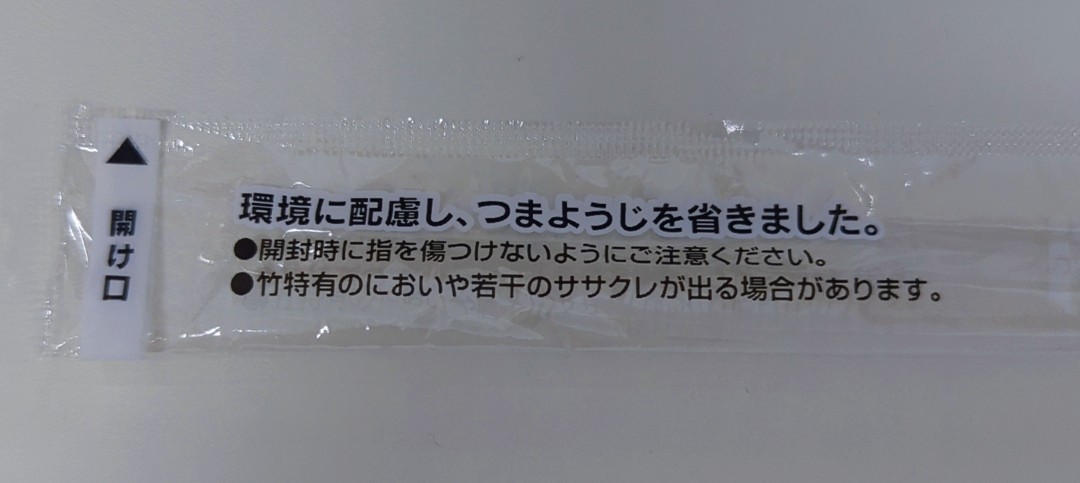 ▲開け口
環境に配慮し、つまようじを省きました。
●開封時に指を傷つけないようにご注意ください。
●竹特有のにおいや若干のササクレが出る場合があります。